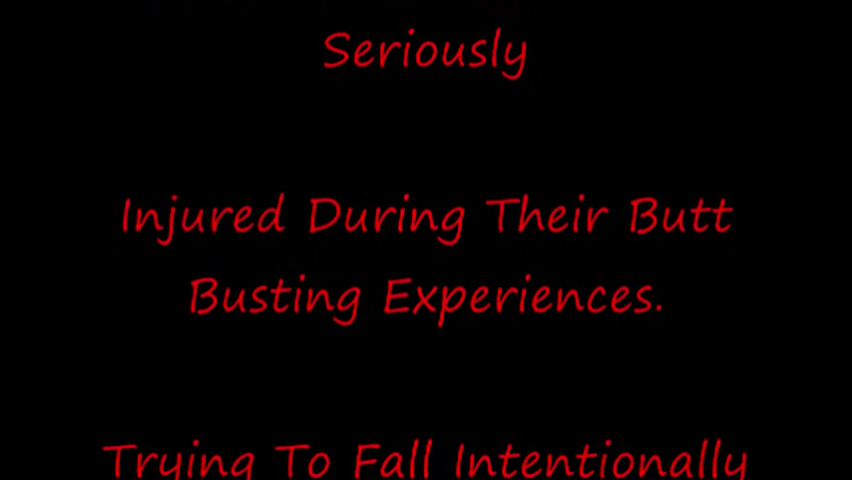 Seriously
Injured During Their Butt
Busting Experiences.
Trying To Fall Intentionally